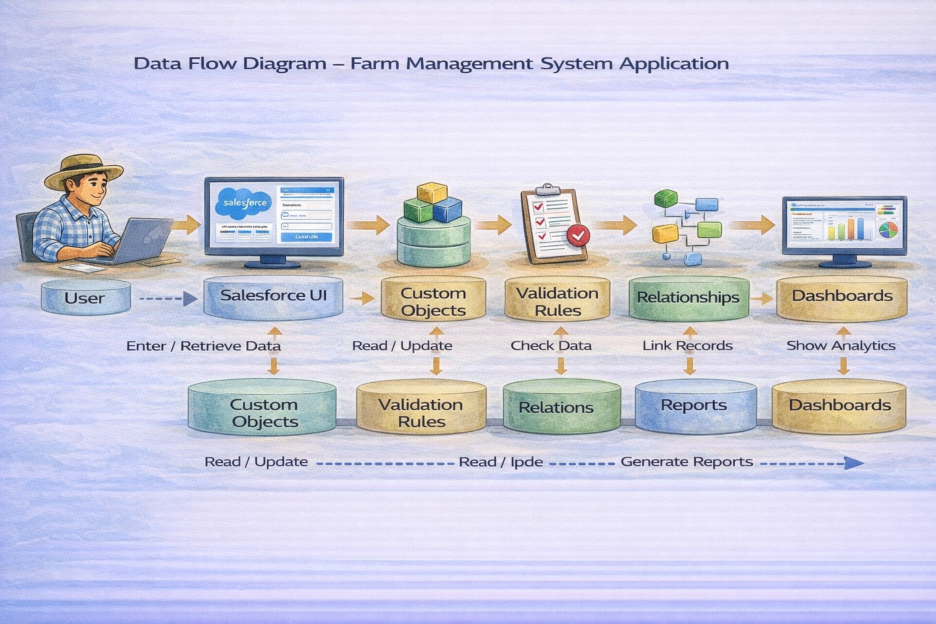 Data Flow Diagram – Farm Management System Application
salesforce
User
Salesforce UI
Custom
Objects
Validation
Rules
Relationships
Dashboards
Enter / Retrieve Data
Read / Update
Check Data
Link Records
Show Analytics
Custom
Objects
Validation
Rules
Relations
Reports
Dashboards
Read / Update
Read / Ipde
Generate Reports